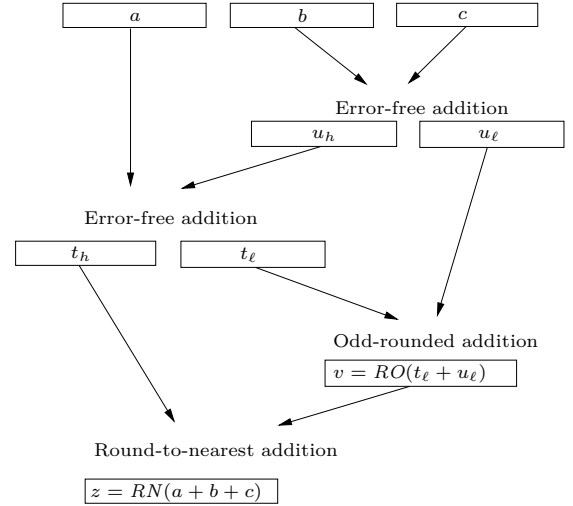 a b c
Error-free addition
u_h u_ℓ
Error-free addition
t_h t_ℓ
Odd-rounded addition
v = RO(t_ℓ + u_ℓ)
Round-to-nearest addition
z = RN(a + b + c)